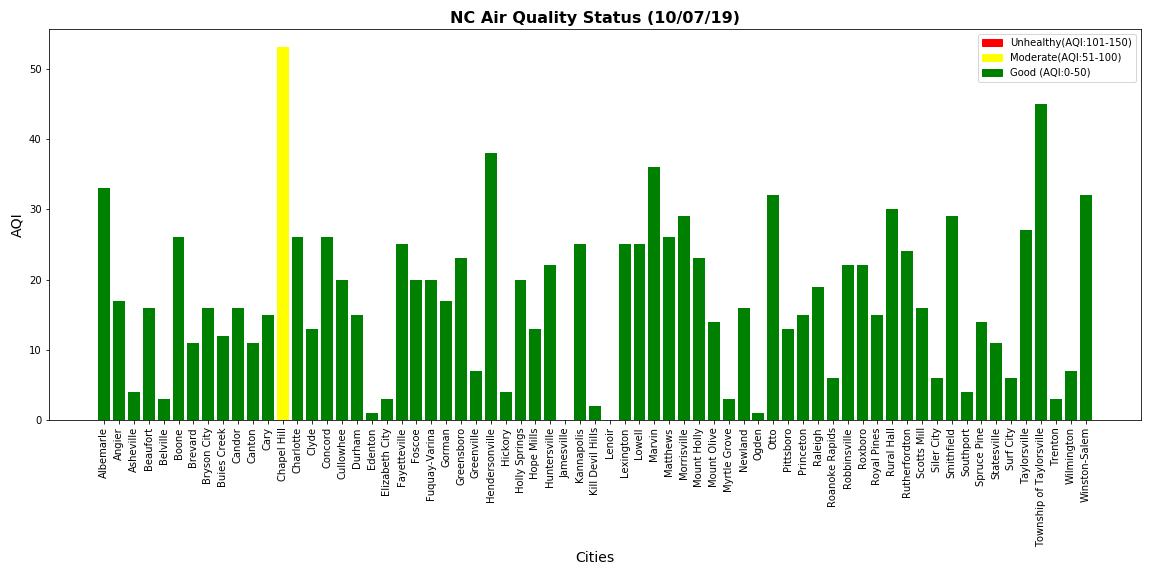 NC Air Quality Status (10/07/19)
Unhealthy(AQI:101-150)
Moderate(AQI:51-100)
Good (AQI:0-50)
AQI
50
40
30
20
10
0
Albemarle
Angier
Asheville
Beaufort
Belville
Boone
Brevard
Bryson City
Buies Creek
Candor
Canton
Cary
Chapel Hill
Charlotte
Clyde
Concord
Cullowhee
Durham
Edenton
Elizabeth City
Fayetteville
Foscoe
Fuquay-Varina
Gorman
Greensboro
Greenville
Hendersonville
Hickory
Holly Springs
Hope Mills
Huntersville
Jamesville
Kannapolis
Kill Devil Hills
Lenoir
Lexington
Lowell
Marvin
Matthews
Morrisville
Mount Holly
Mount Olive
Myrtle Grove
Newland
Ogden
Otto
Pittsboro
Princeton
Raleigh
Roanoke Rapids
Robbinsville
Roxboro
Royal Pines
Rural Hall
Rutherfordton
Scotts Mill
Siler City
Smithfield
Southport
Spruce Pine
Statesville
Surf City
Taylorsville
Township of Taylorsville
Trenton
Wilmington
Winston-Salem
Cities